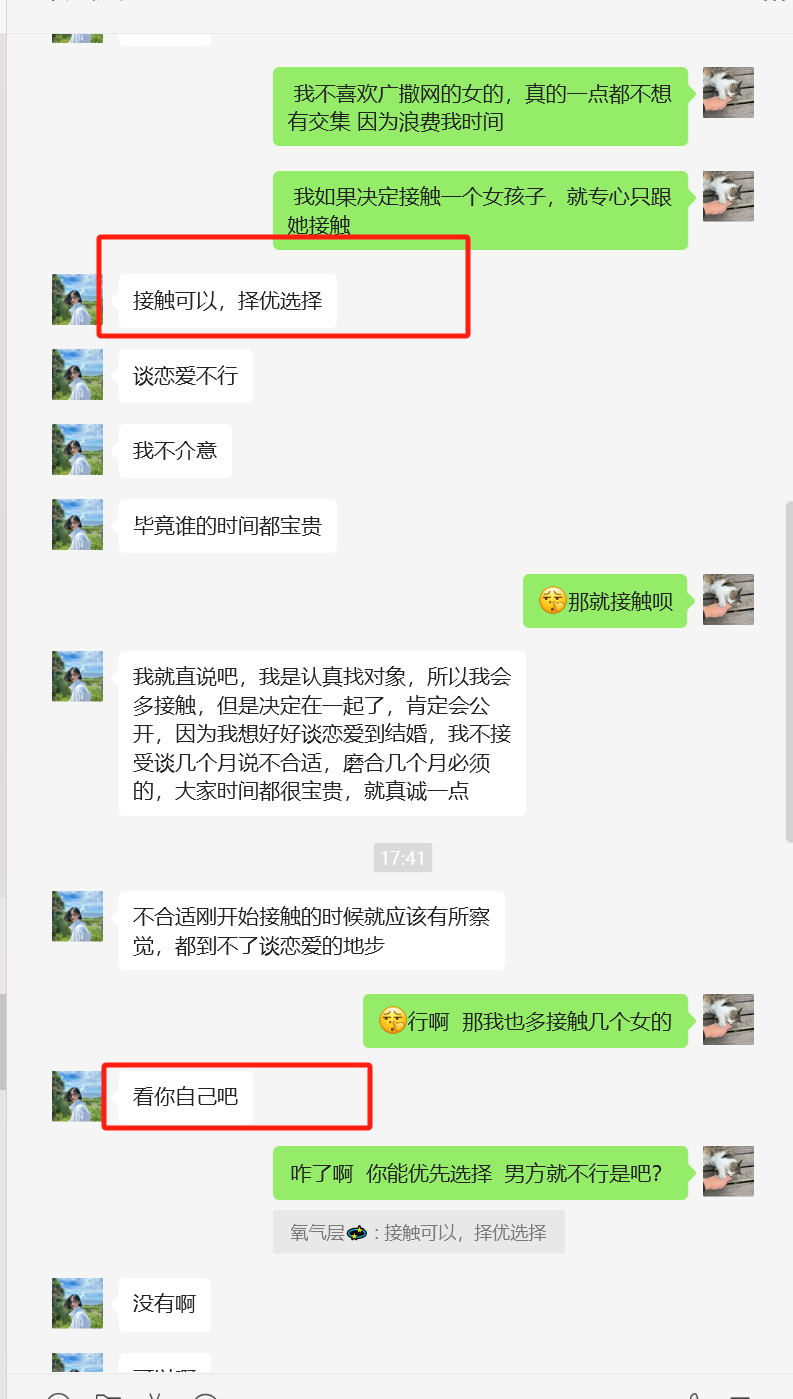 我不喜欢广撒网的女的，真的一点都不想
有交集 因为浪费我时间
我如果决定接触一个女孩子，就专心只跟
她接触
接触可以，择优选择
谈恋爱不行
我不介意
毕竟谁的时间都宝贵
那就接触呗
我就直说吧，我是认真找对象，所以我会
多接触，但是决定在一起了，肯定会公
开，因为我想好好谈恋爱到结婚，我不接
受谈几个月说不合适，磨合几个月必须
的，大家时间都很宝贵，就真诚一点
17:41
不合适刚开始接触的时候就应该有所察
觉，都到不了谈恋爱的地步
行啊 那我也多接触几个女的
看你自己吧
咋了啊 你能优先选择 男方就不行是吧？
氧气层 : 接触可以，择优选择
没有啊